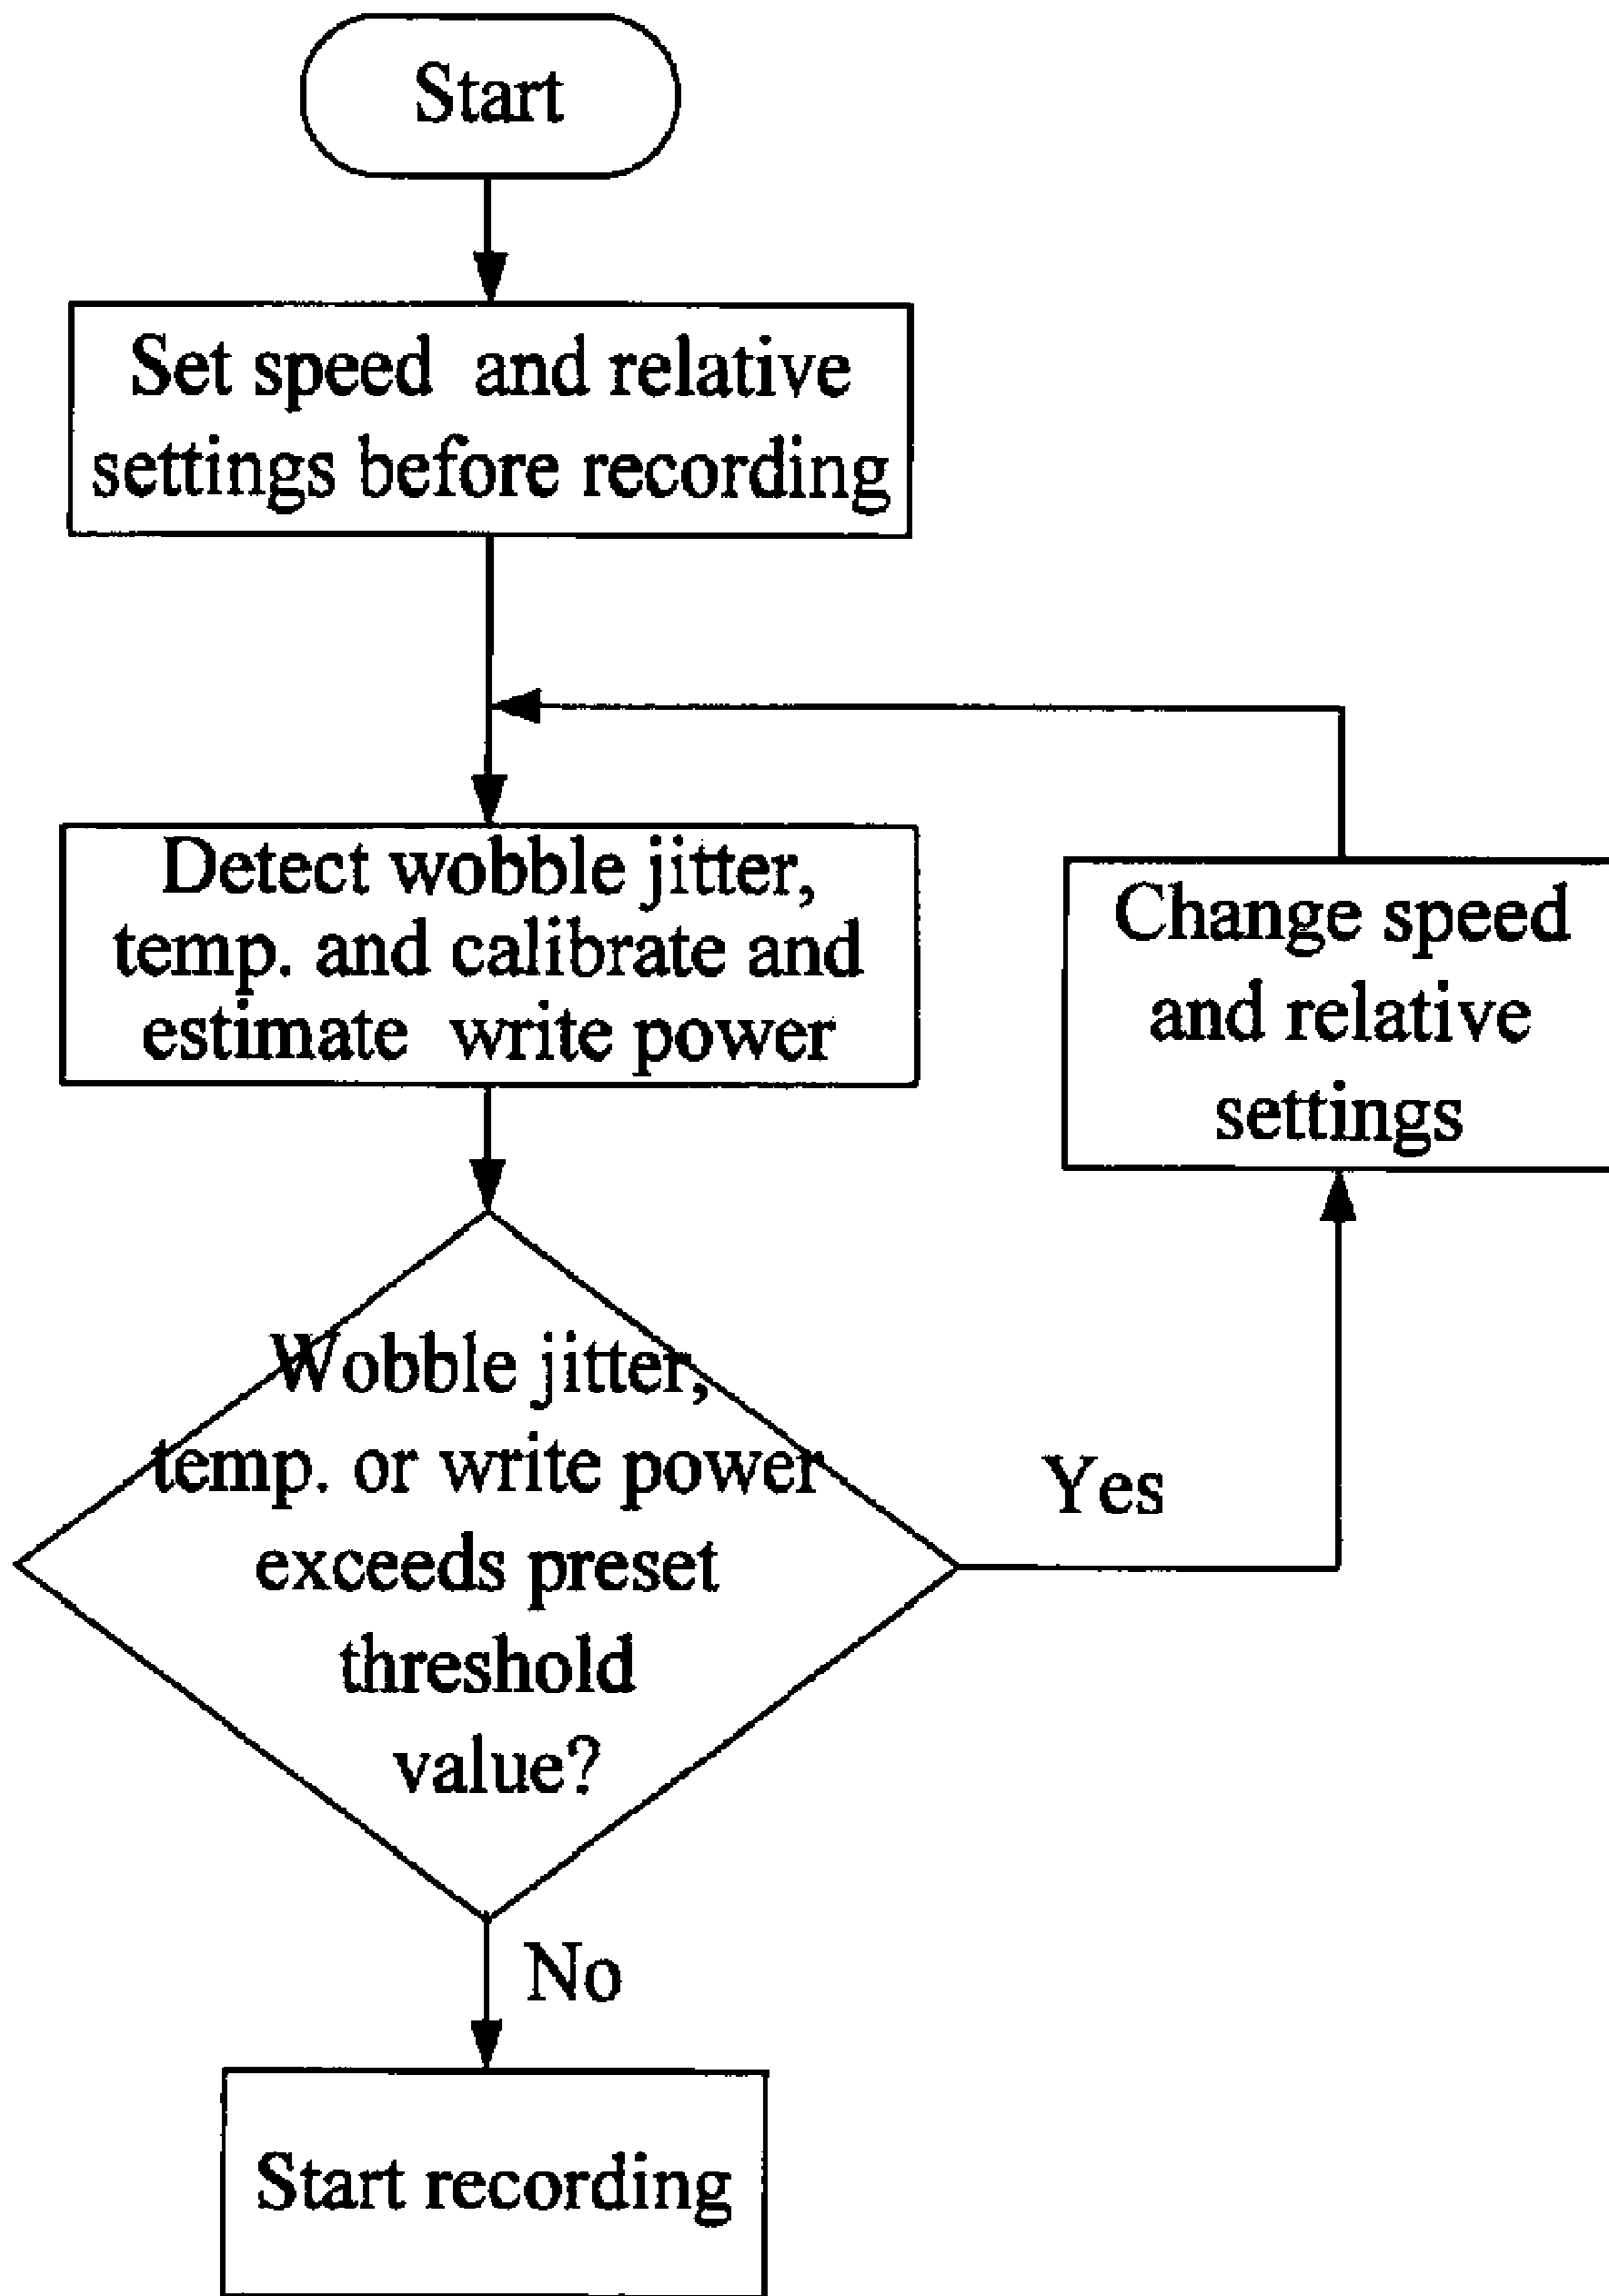 Start
Set speed and relative
settings before recording
Detect wobble jitter,
temp. and calibrate and
estimate write power
Change speed
and relative
settings
Wobble jitter,
temp. or write power
exceeds preset
threshold
value?
Yes
No
Start recording